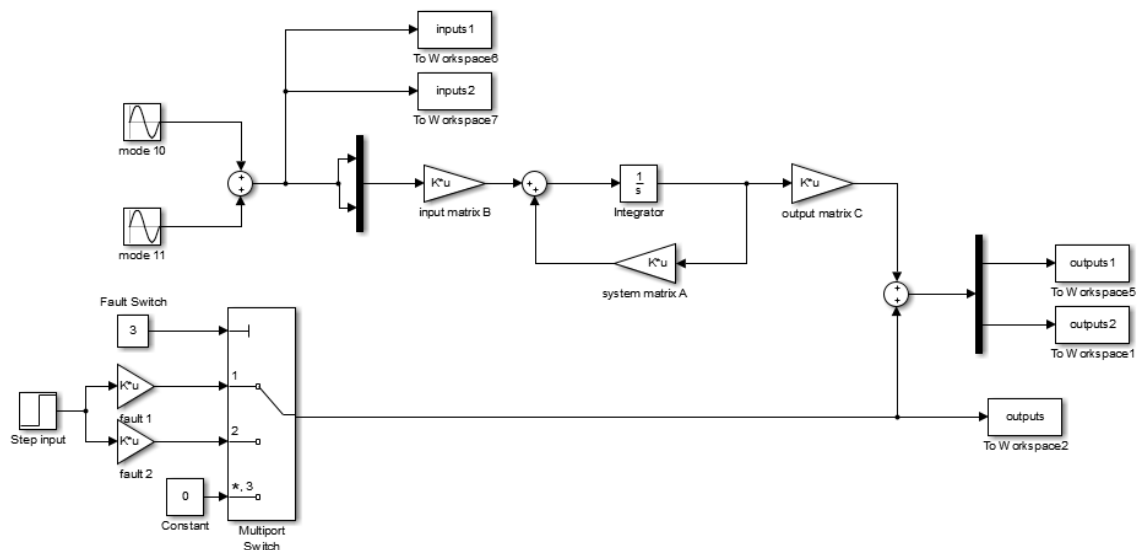 inputs1
To Workspace6
inputs2
To Workspace7
mode 10
mode 11
+
+
K*u
input matrix B
+
+
1
s
Integrator
K*u
output matrix C
K*u
system matrix A
+
+
outputs1
To Workspace5
outputs2
To Workspace1
Fault Switch
3
Step input
K*u
fault 1
K*u
fault 2
0
Constant
1
2
*, 3
Multiport
Switch
outputs
To Workspace2